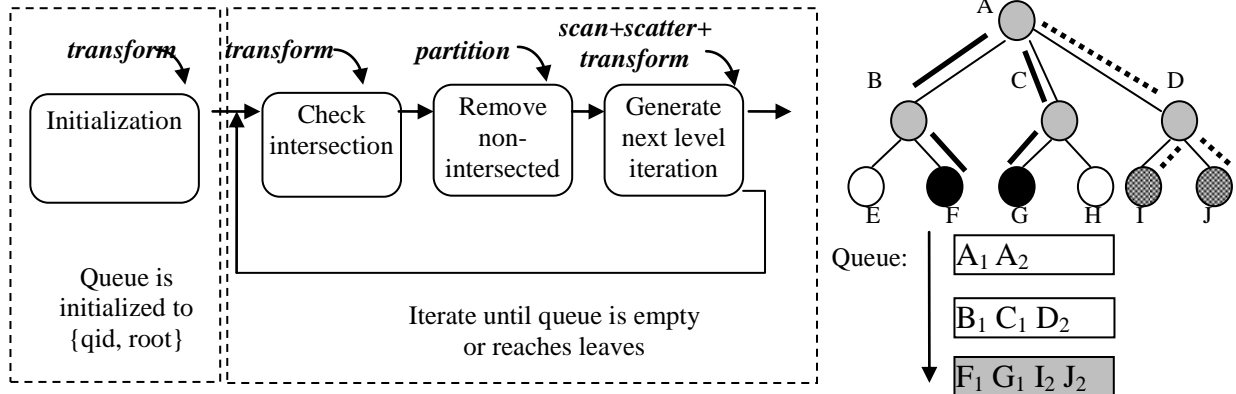 transform
Initialization
Queue is
initialized to
{qid, root}
transform
partition
scan+scatter+
transform
Check
intersection
Remove
non-
intersected
Generate
next level
iteration
Iterate until queue is empty
or reaches leaves
A
B
C
D
E
F
G
H
I
J
Queue:
A1 A2
B1 C1 D2
F1 G1 I2 J2